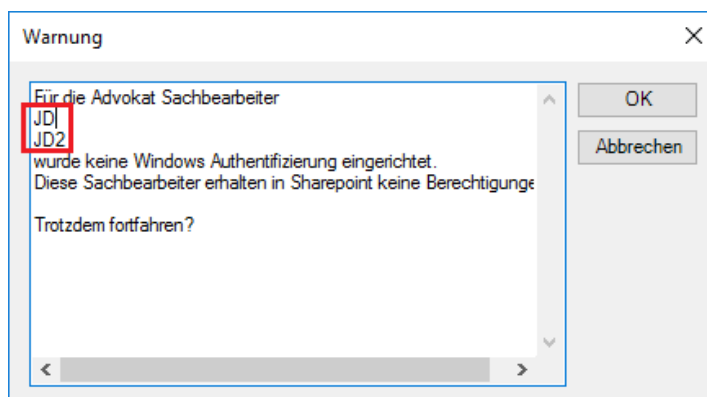 Warnung
Für die Advokat Sachbearbeiter
JD
JD2
wurde keine Windows Authentifizierung eingerichtet.
Diese Sachbearbeiter erhalten in Sharepoint keine Berechtigunge
Trotzdem fortfahren?
OK
Abbrechen